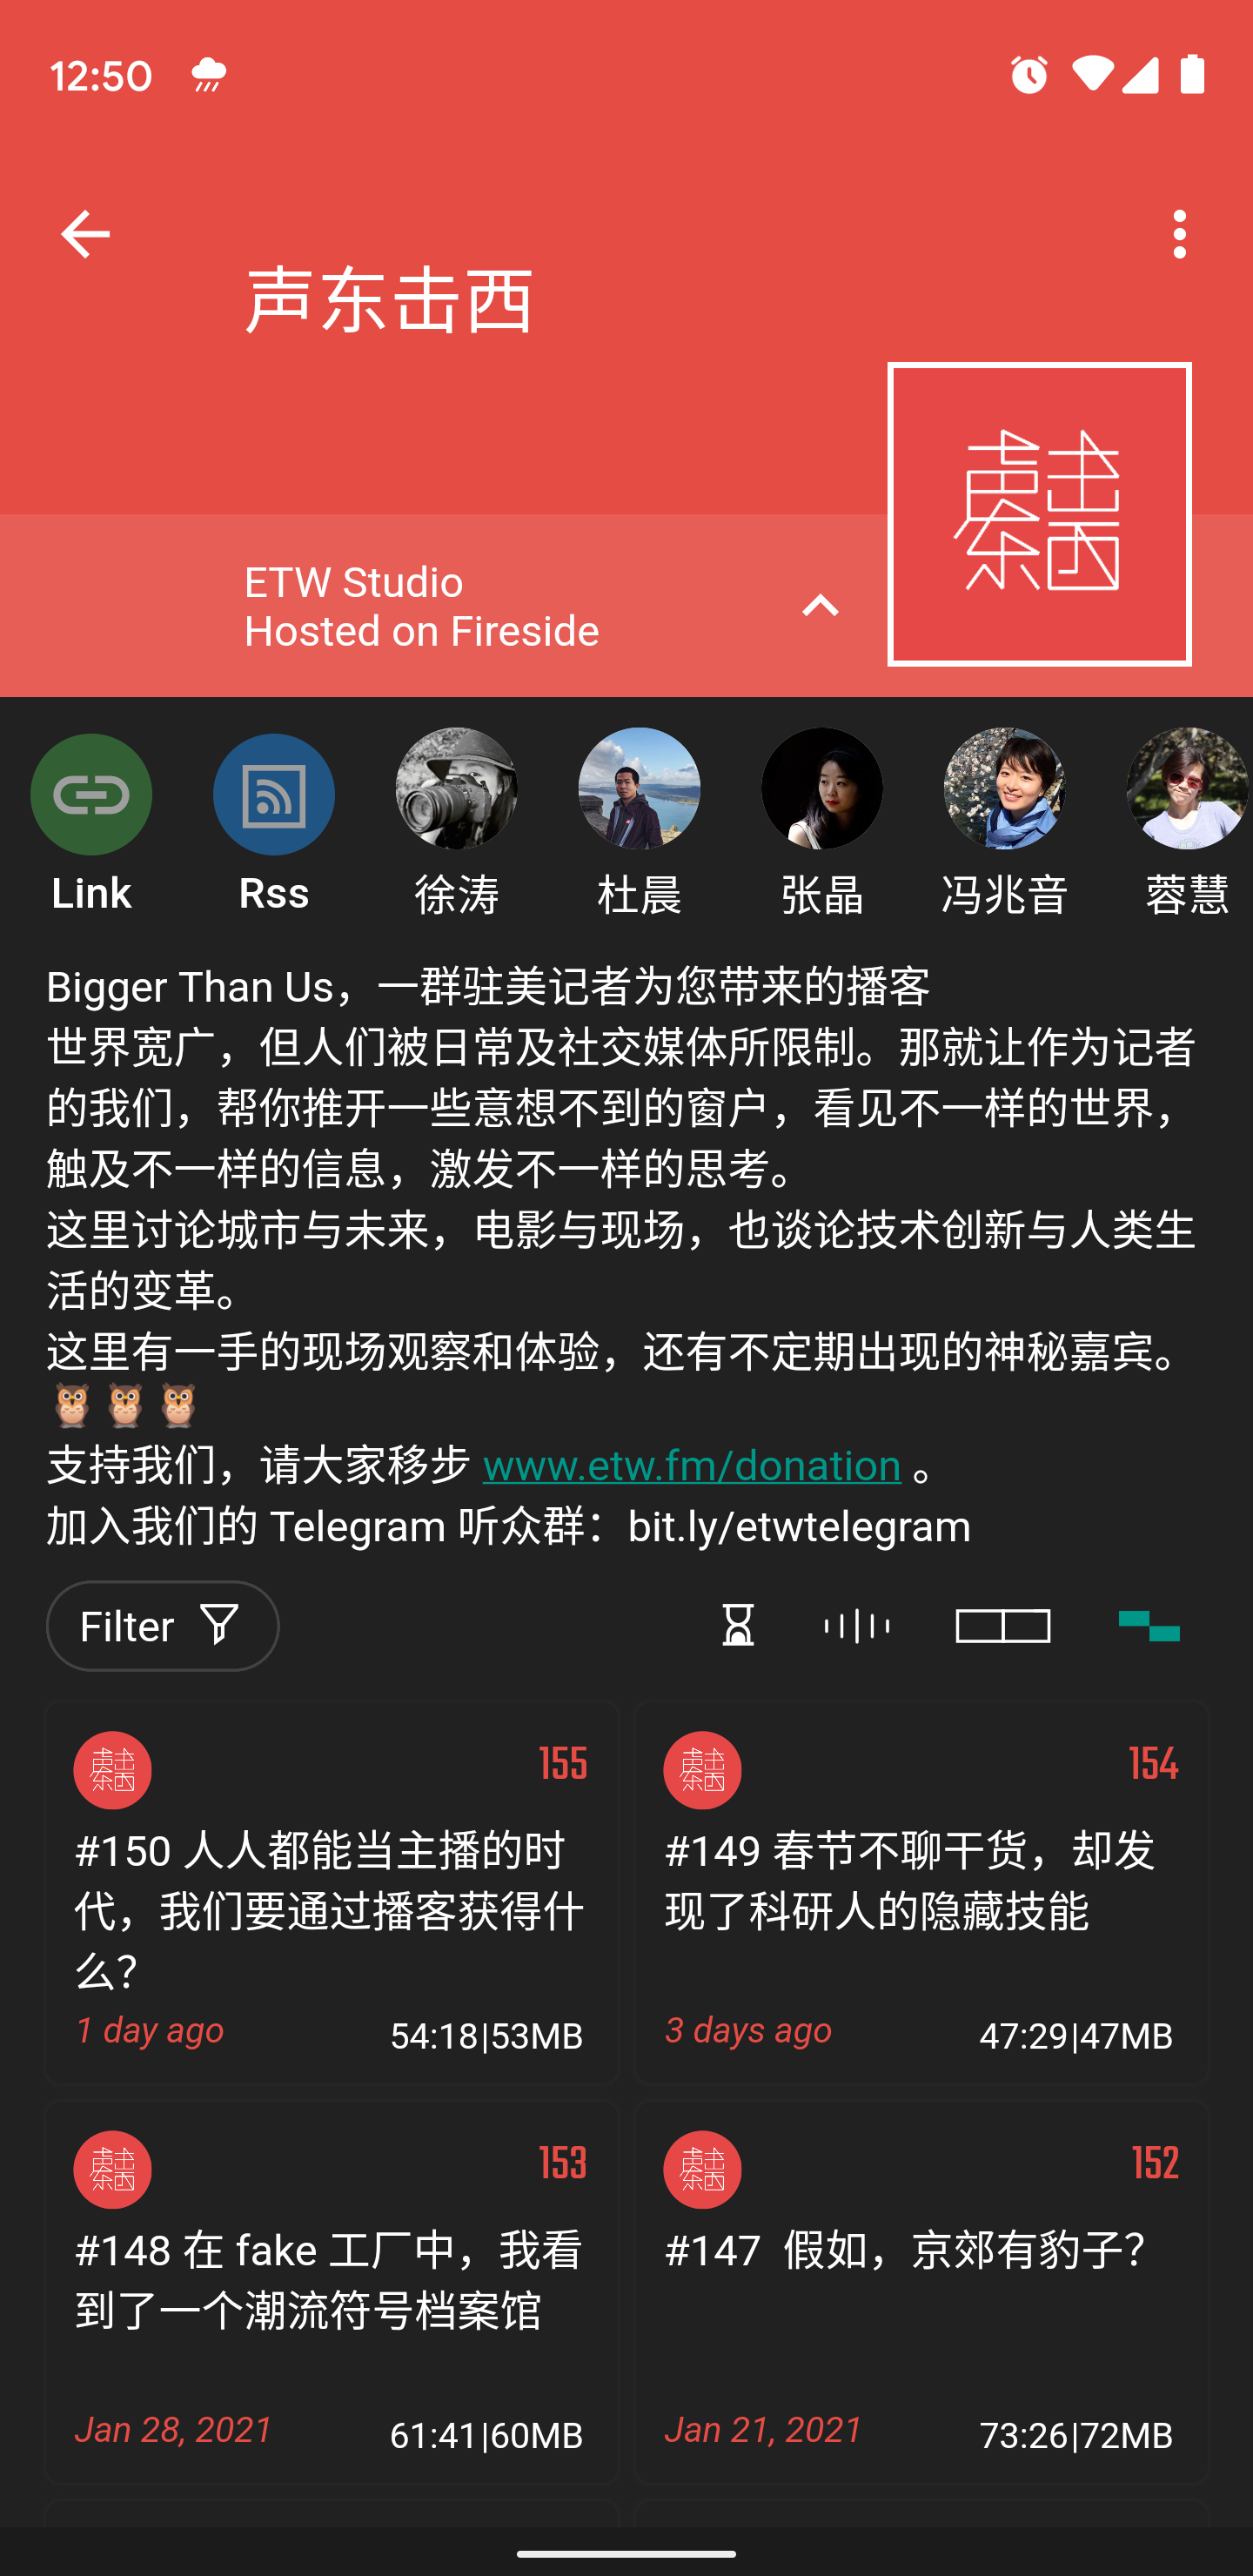 12:50
声东击西
声击东西
ETW Studio
Hosted on Fireside
Link
Rss
徐涛
杜晨
张晶
冯兆音
蓉慧
Bigger Than Us，一群驻美记者为您带来的播客
世界宽广，但人们被日常及社交媒体所限制。那就让作为记者
的我们，帮你推开一些意想不到的窗户，看见不一样的世界，
触及不一样的信息，激发不一样的思考。
这里讨论城市与未来，电影与现场，也谈论技术创新与人类生
活的变革。
这里有一手的现场观察和体验，还有不定期出现的神秘嘉宾。
🦉🦉🦉
支持我们，请大家移步 www.etw.fm/donation 。
加入我们的 Telegram 听众群：bit.ly/etwtelegram
Filter
155
#150 人人都能当主播的时
代，我们要通过播客获得什
么？
1 day ago 54:18|53MB
154
#149 春节不聊干货，却发
现了科研人的隐藏技能
3 days ago 47:29|47MB
153
#148 在 fake 工厂中，我看
到了一个潮流符号档案馆
Jan 28, 2021 61:41|60MB
152
#147 假如，京郊有豹子？
Jan 21, 2021 73:26|72MB